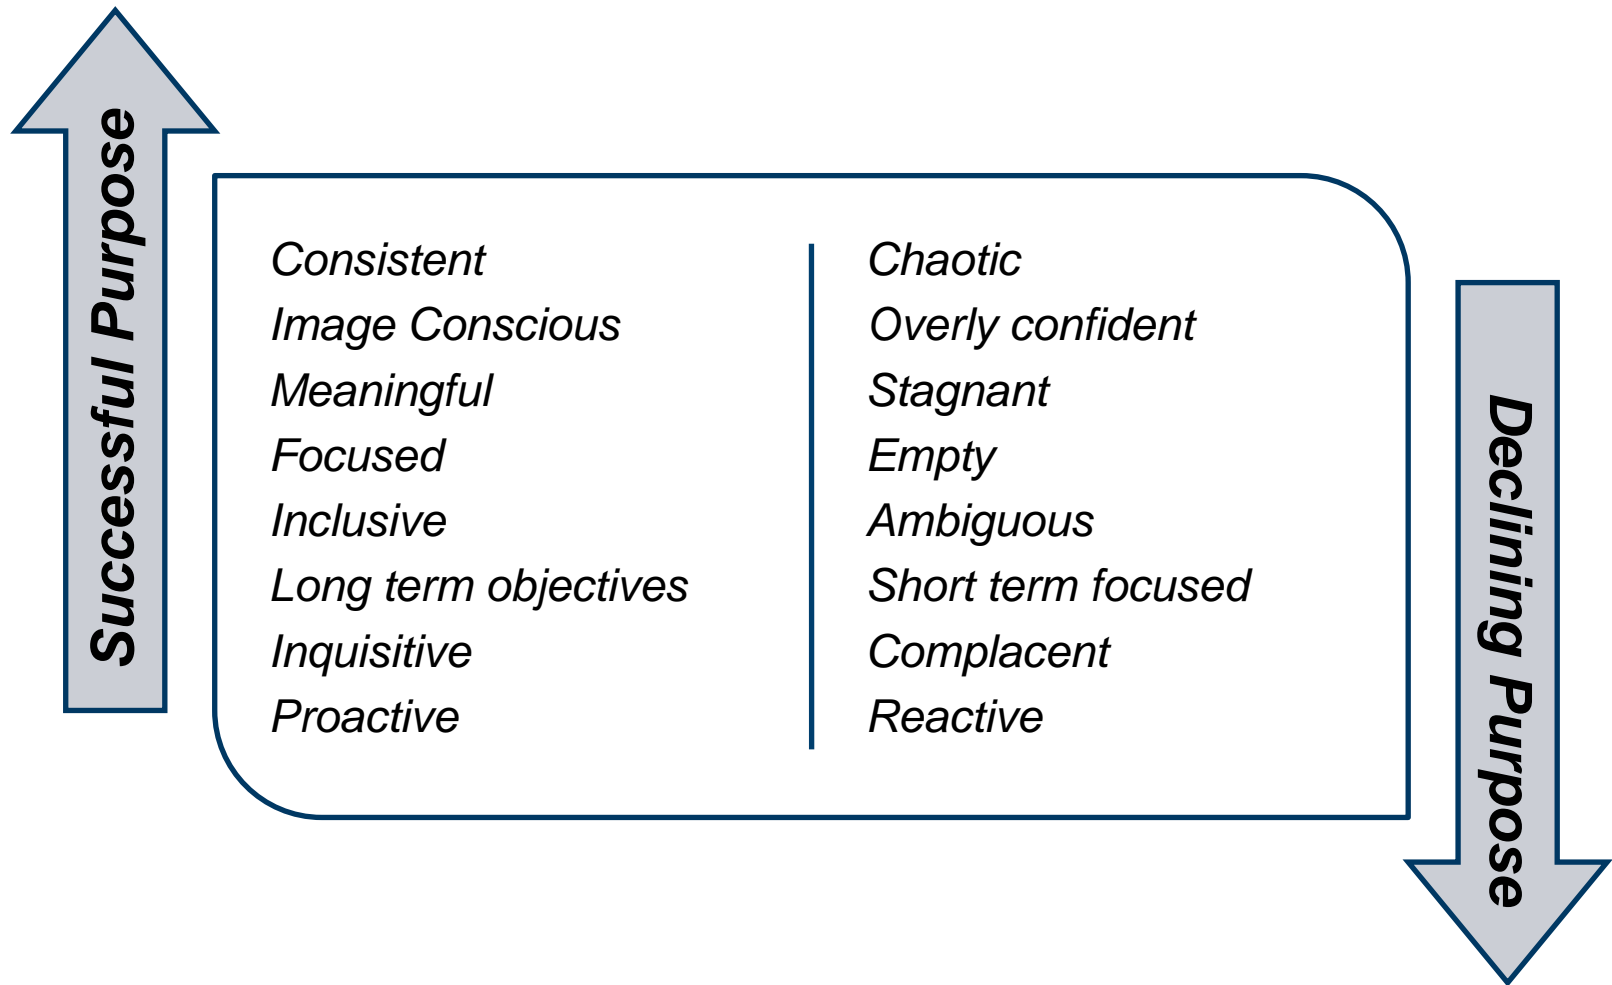 Successful Purpose
Consistent
Image Conscious
Meaningful
Focused
Inclusive
Long term objectives
Inquisitive
Proactive
Chaotic
Overly confident
Stagnant
Empty
Ambiguous
Short term focused
Complacent
Reactive
Declining Purpose